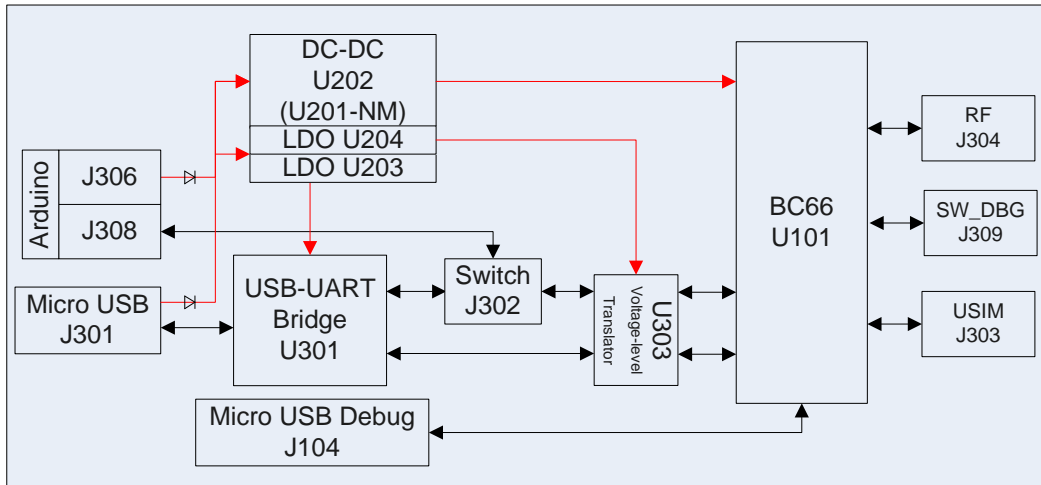 DC-DC
U202
(U201-NM)
LDO U204
LDO U203
Arduino
J306
J308
Micro USB
J301
USB-UART
Bridge
U301
Switch
J302
U303
Voltage-level
Translator
Micro USB Debug
J104
BC66
U101
RF
J304
SW_DBG
J309
USIM
J303